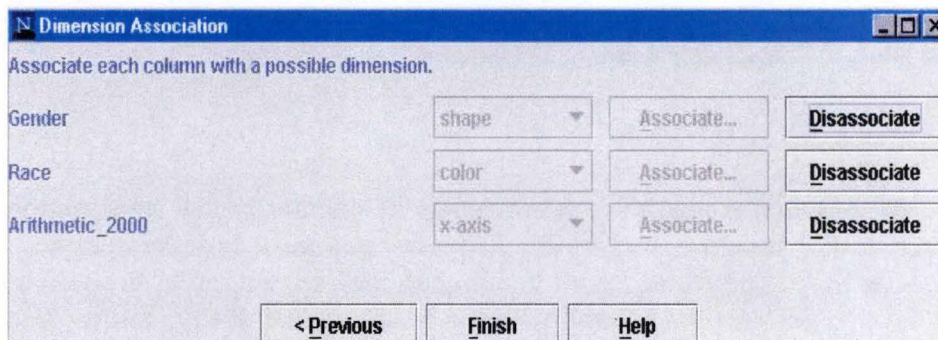 N Dimension Association
Associate each column with a possible dimension.
Gender shape Associate... Disassociate
Race color Associate... Disassociate
Arithmetic_2000 x-axis Associate... Disassociate
< Previous Finish Help